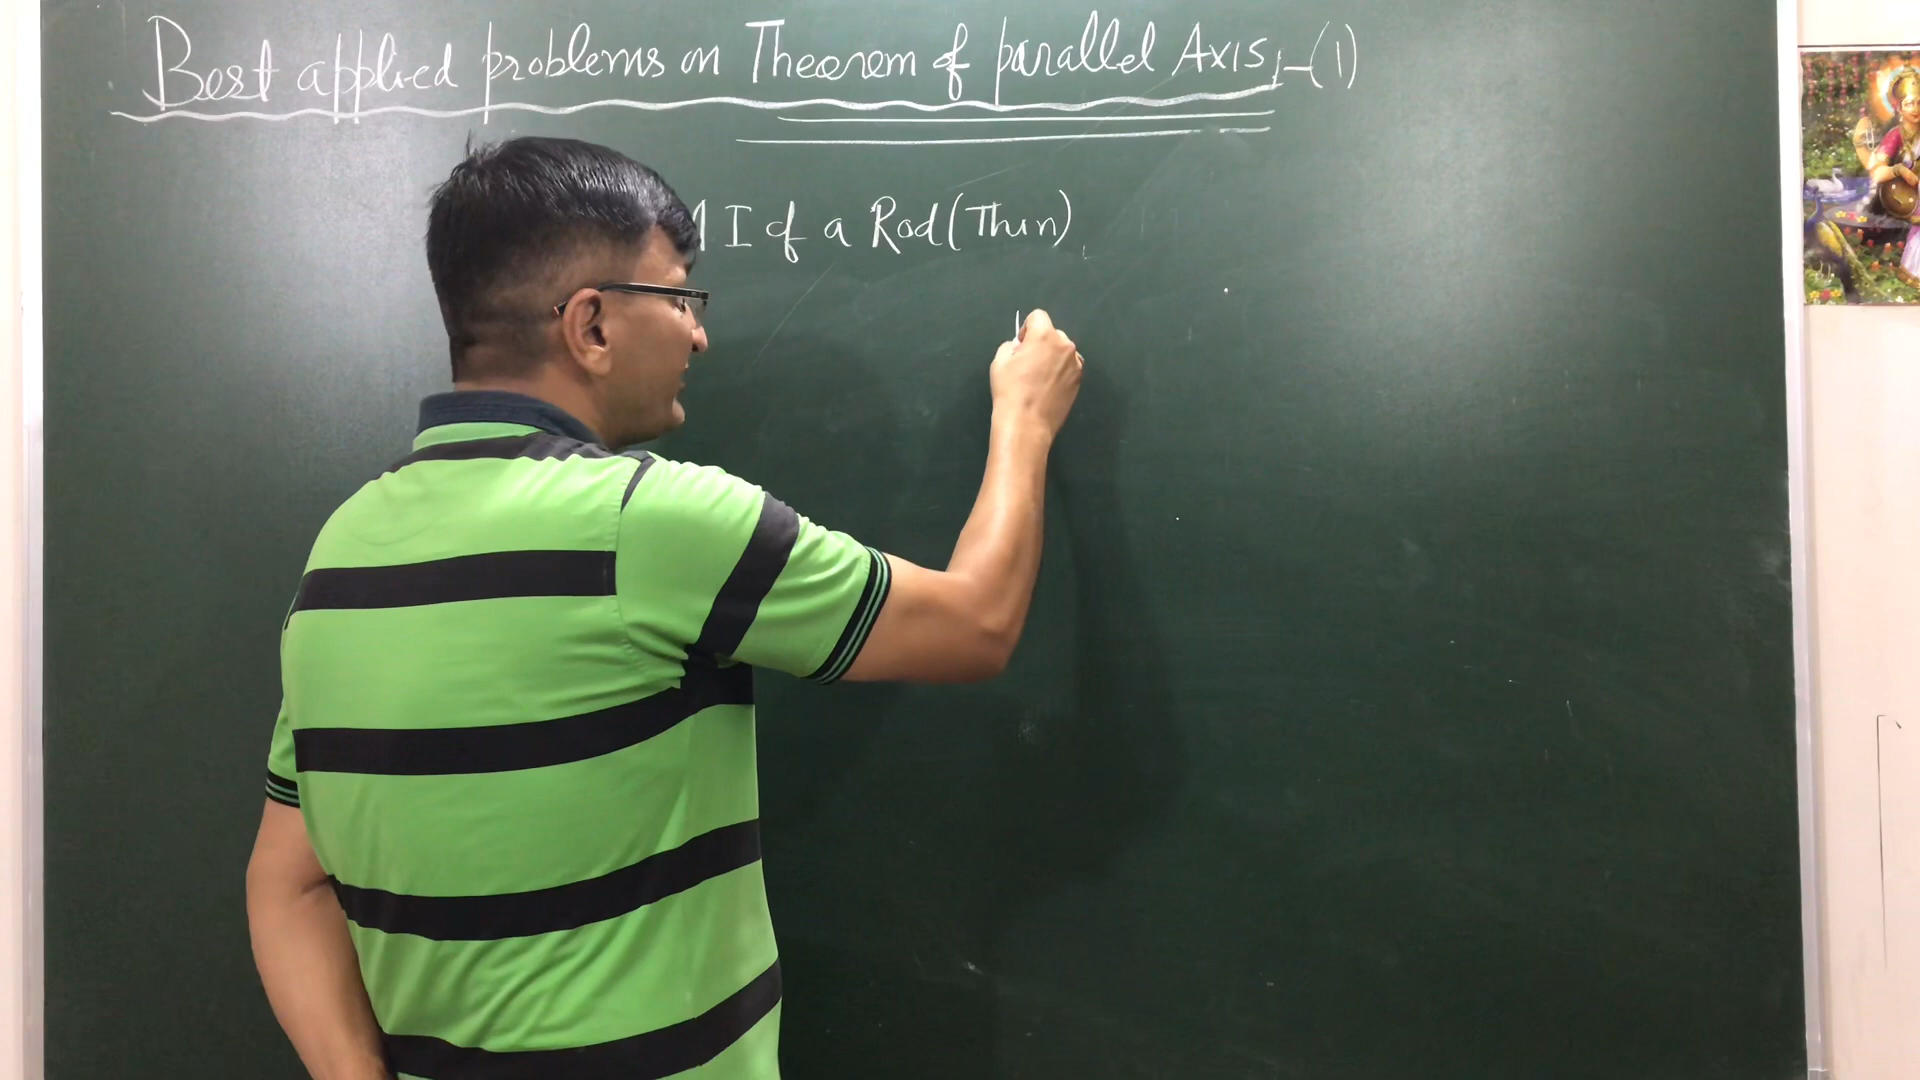 Best applied problems on Theorem of parallel Axis:-(1)
I of a Rod (Thin)